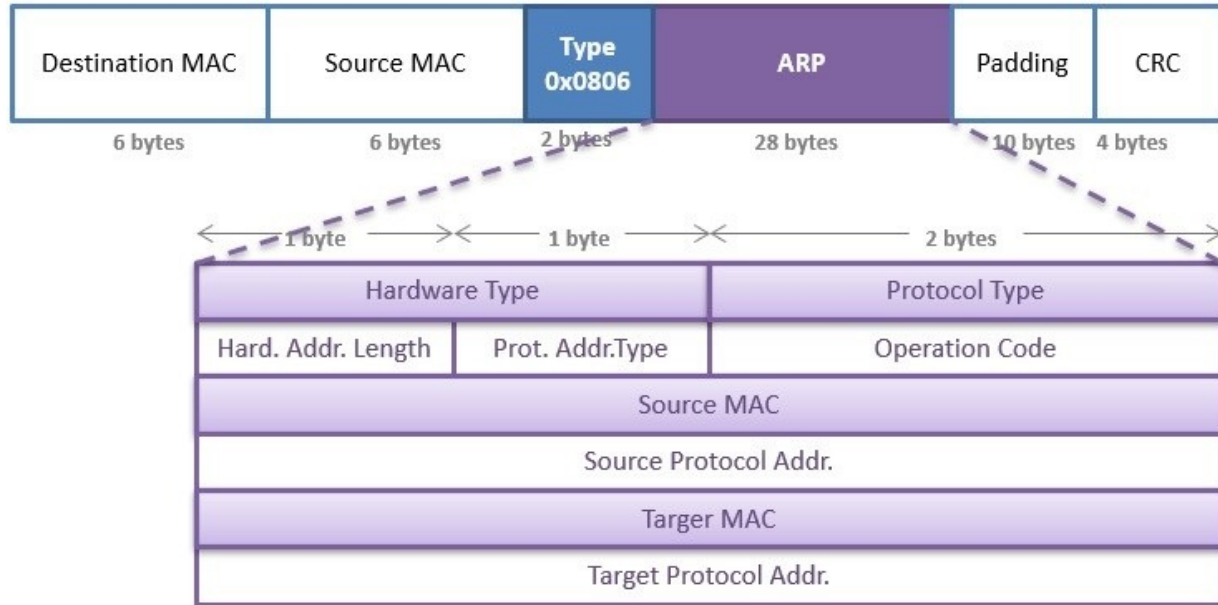 Destination MAC
Source MAC
Type
0x0806
ARP
Padding
CRC
6 bytes
6 bytes
2 bytes
28 bytes
10 bytes
4 bytes
1 byte
1 byte
2 bytes
Hardware Type
Protocol Type
Hard. Addr. Length
Prot. Addr.Type
Operation Code
Source MAC
Source Protocol Addr.
Targer MAC
Target Protocol Addr.